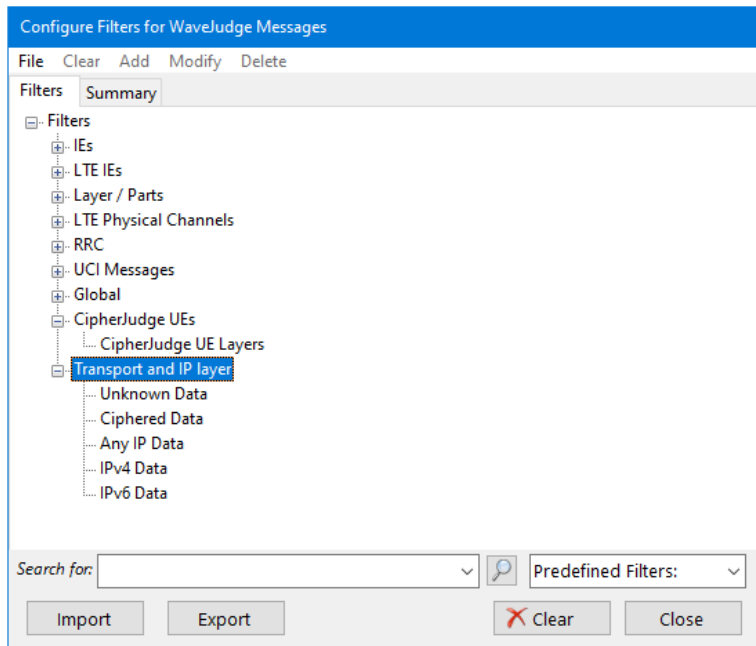 Configure Filters for WaveJudge Messages
File Clear Add Modify Delete
Filters Summary
Filters
IEs
LTE IEs
Layer / Parts
LTE Physical Channels
RRC
UCI Messages
Global
CipherJudge UEs
CipherJudge UE Layers
Transport and IP layer
Unknown Data
Ciphered Data
Any IP Data
IPv4 Data
IPv6 Data
Search for: Predefined Filters:
Import Export Clear Close